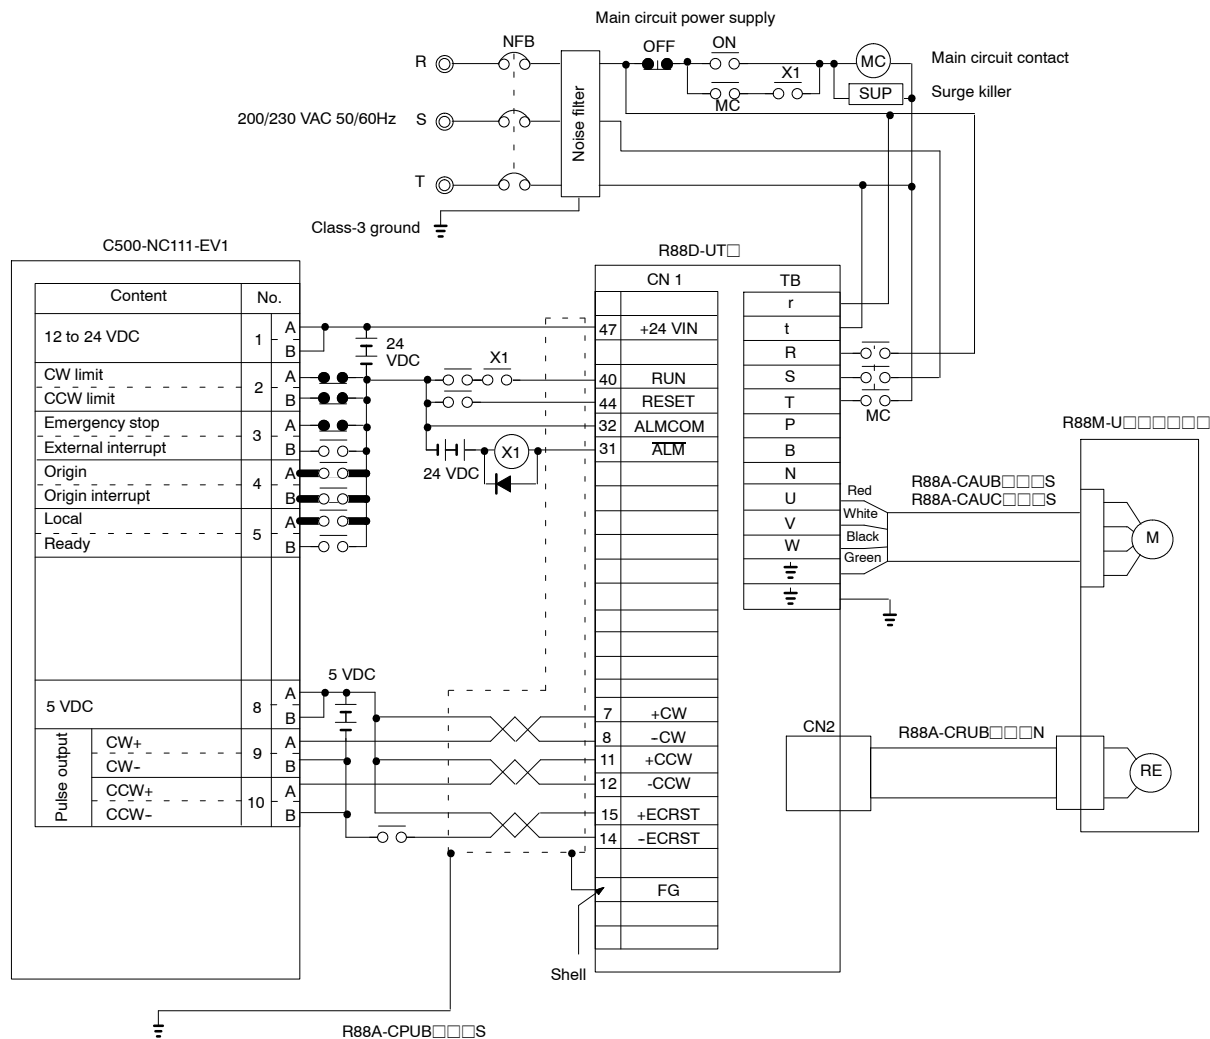 Main circuit power supply
R
NFB
OFF
ON
MC
Main circuit contact
X1
SUP
Surge killer
MC
200/230 VAC 50/60Hz
S
Noise filter
T
Class-3 ground
C500-NC111-EV1
R88D-UT□
Content
No.
12 to 24 VDC
1
A
B
CW limit
2
A
CCW limit
B
Emergency stop
3
A
External interrupt
B
Origin
4
A
Origin interrupt
B
Local
5
A
Ready
B
5 VDC
8
A
B
Pulse output
CW+
9
A
CW-
B
CCW+
10
A
CCW-
B
24 VDC
X1
24 VDC
X1
5 VDC
CN 1
47 +24 VIN
40 RUN
44 RESET
32 ALMCOM
31 ALM
7 +CW
8 -CW
11 +CCW
12 -CCW
15 +ECRST
14 -ECRST
FG
Shell
TB
r
t
R
S
T
P
B
N
U
V
W
MC
Red
White
Black
Green
R88A-CAUB□□□S
R88A-CAUC□□□S
R88M-U□□□□□□
M
CN2
R88A-CRUB□□□N
RE
R88A-CPUB□□□S